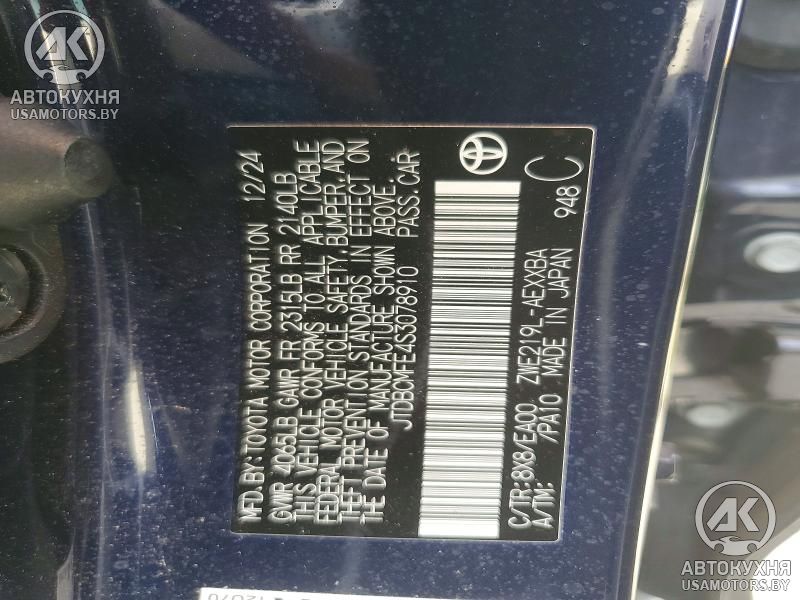 AK
АВТОКУХНЯ
USAMOTORS.BY
MFD. BY: TOYOTA MOTOR CORPORATION 12/24
GVWR 4065LB GAWR FR 2315LB RR 2140LB
THIS VEHICLE CONFORMS TO ALL APPLICABLE
FEDERAL MOTOR VEHICLE SAFETY, BUMPER, AND
THEFT PREVENTION STANDARDS IN EFFECT ON
THE DATE OF MANUFACTURE SHOWN ABOVE.
JTDBCMFE4S3078910 PASS. CAR
C/TR: 8X8/EA00 ZWE219L-AEXXBA
A/TM: /PA10 MADE IN JAPAN 948 C
AK
АВТОКУХНЯ
USAMOTORS.BY